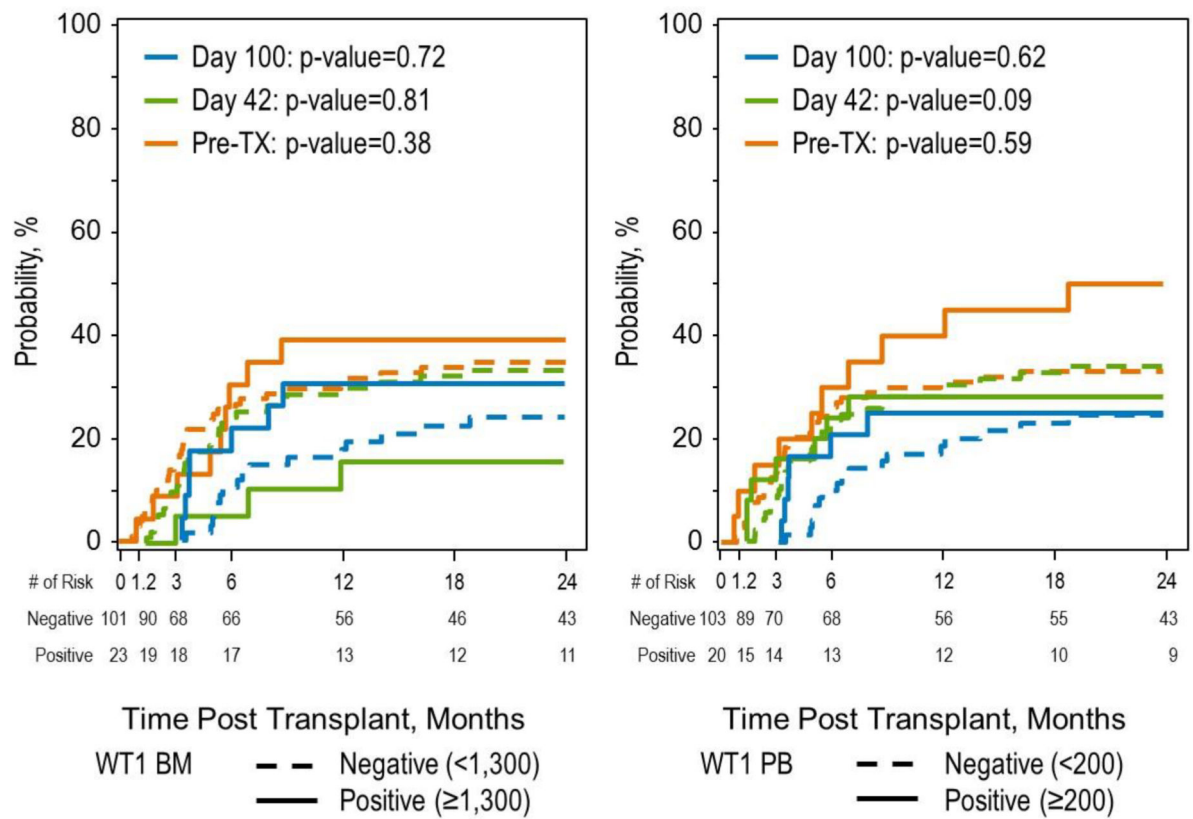 100
80
60
40
20
0
Probability, %
Day 100: p-value=0.72
Day 42: p-value=0.81
Pre-TX: p-value=0.38
# of Risk 0 1.2 3 6 12 18 24
Negative 101 90 68 66 56 46 43
Positive 23 19 18 17 13 12 11
Time Post Transplant, Months
WT1 BM
Negative (<1,300)
Positive (≥1,300)
100
80
60
40
20
0
Probability, %
Day 100: p-value=0.62
Day 42: p-value=0.09
Pre-TX: p-value=0.59
# of Risk 0 1.2 3 6 12 18 24
Negative 103 89 70 68 56 55 43
Positive 20 15 14 13 12 10 9
Time Post Transplant, Months
WT1 PB
Negative (<200)
Positive (≥200)